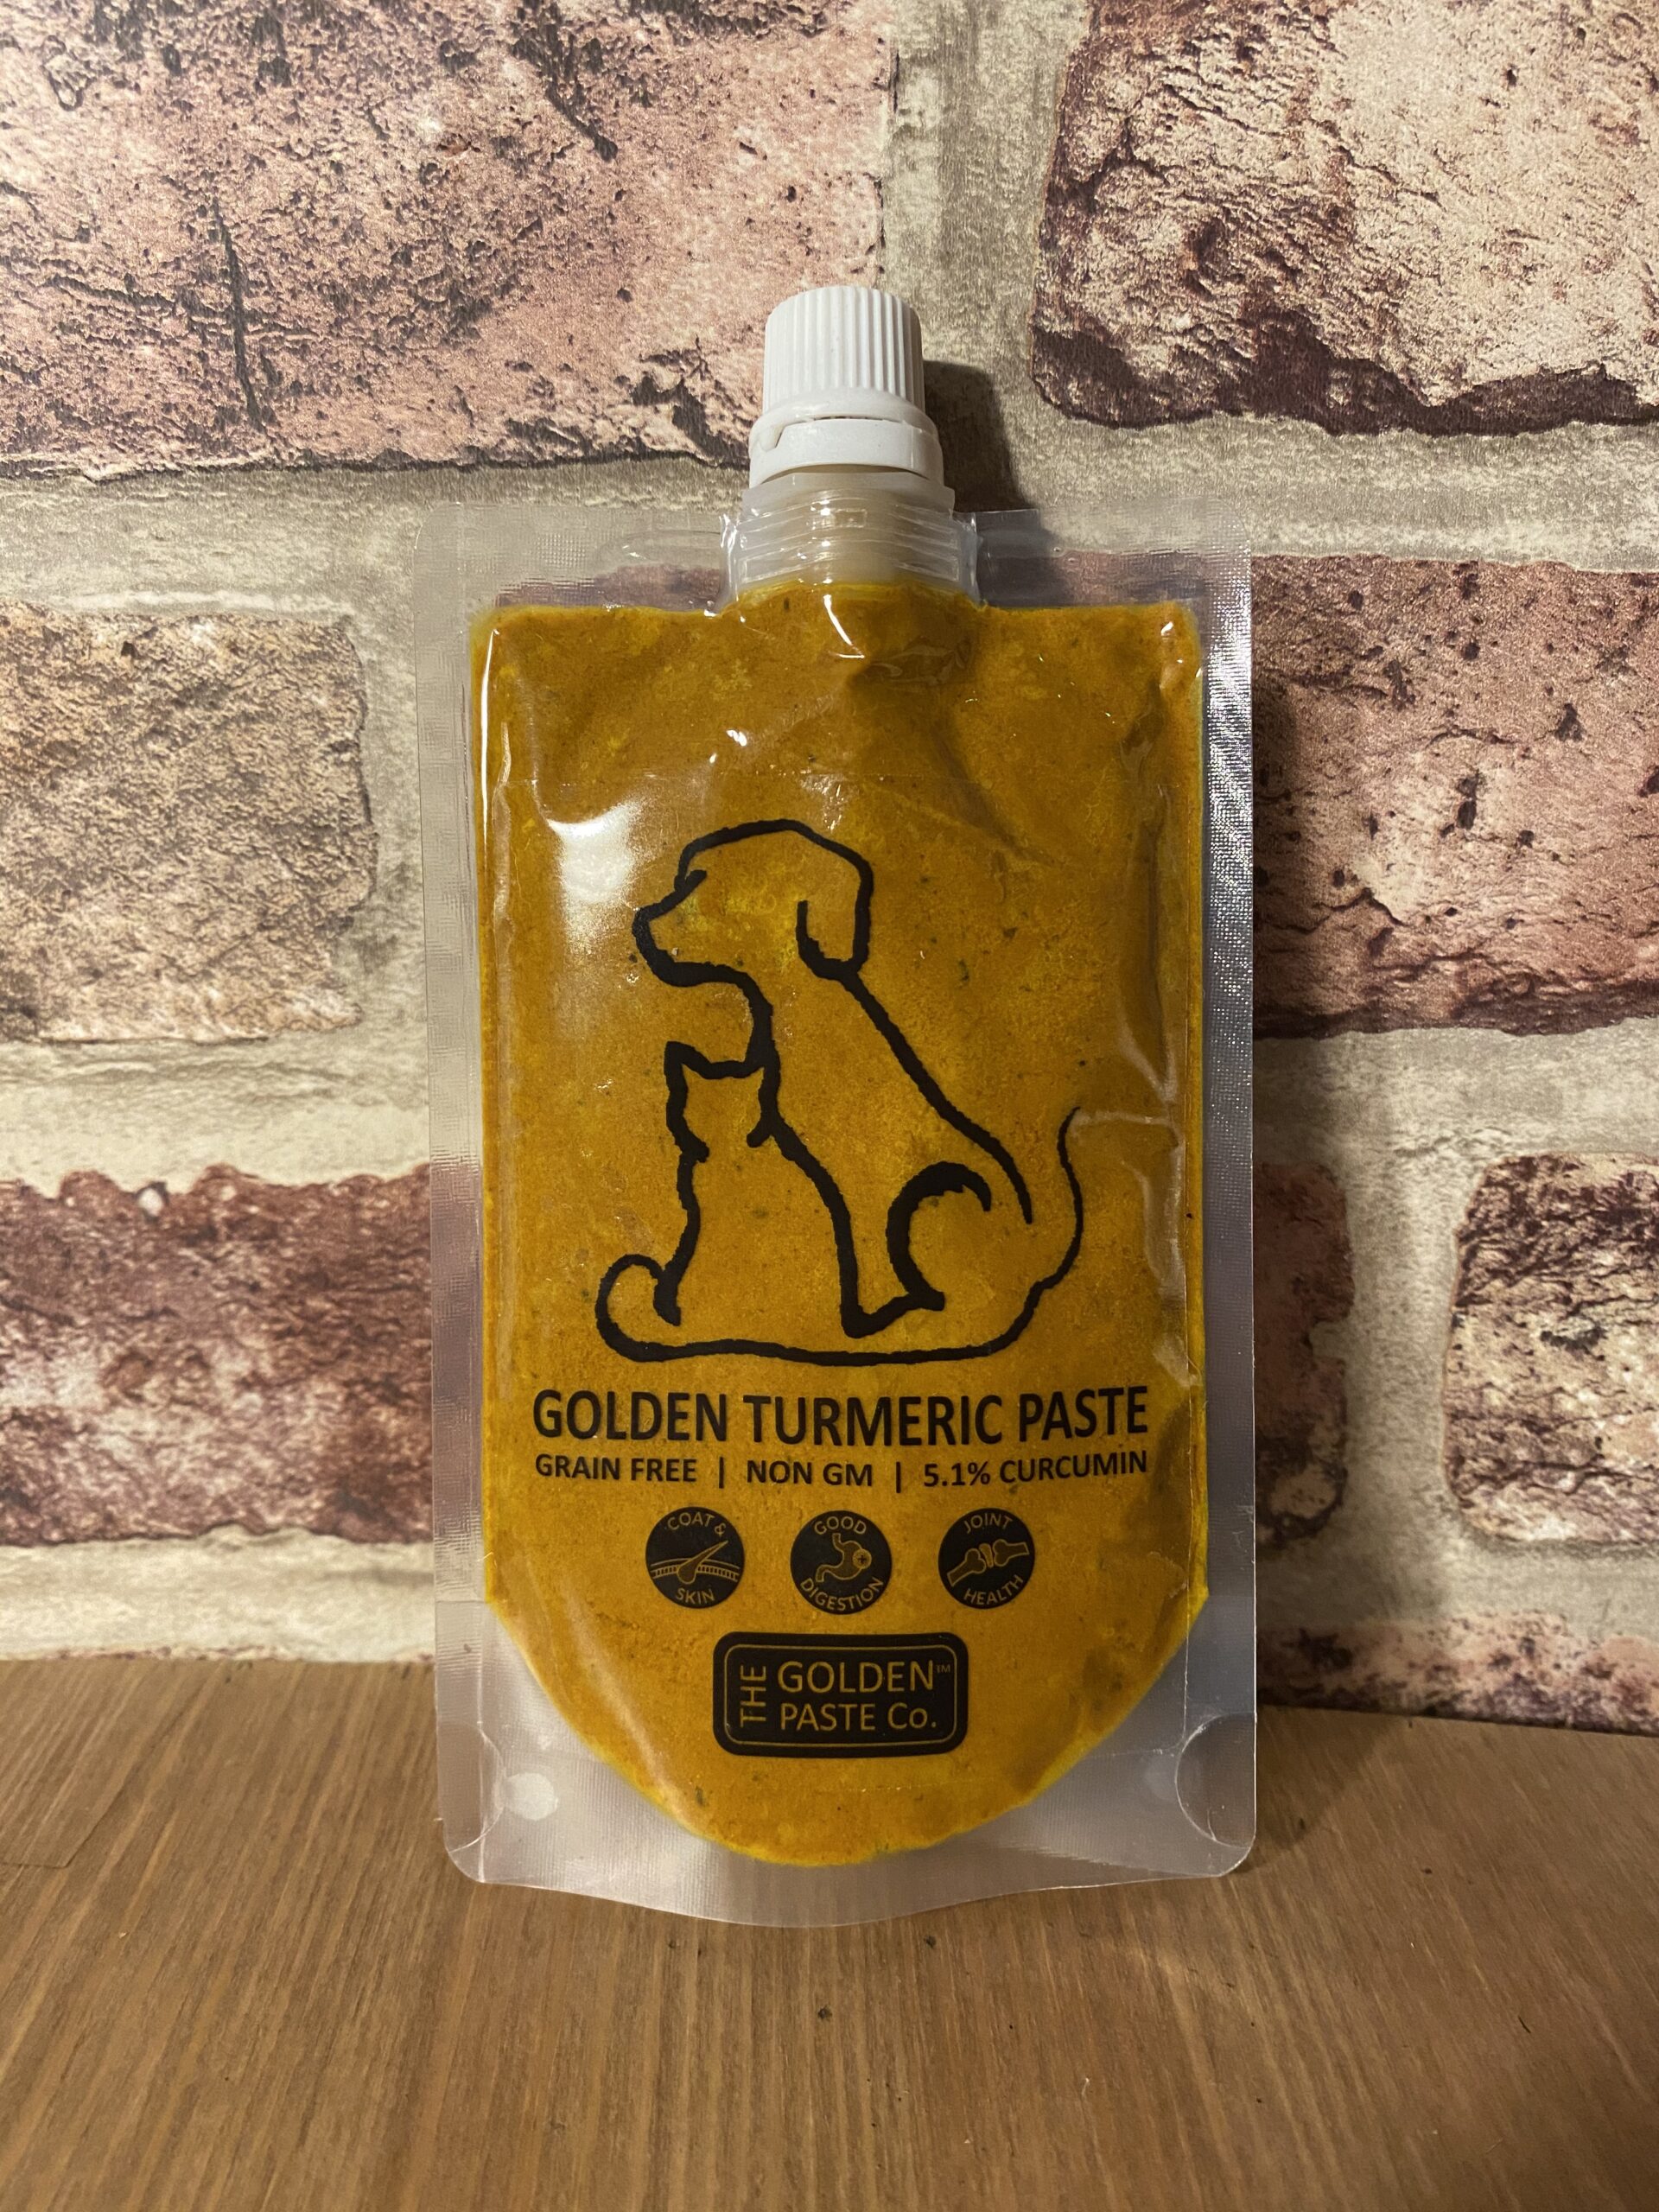 GOLDEN TURMERIC PASTE
GRAIN FREE | NON GM | 5.1% CURCUMIN
COAT &
SKIN
GOOD
DIGESTION
JOINT
HEALTH
THE
GOLDEN™
PASTE Co.